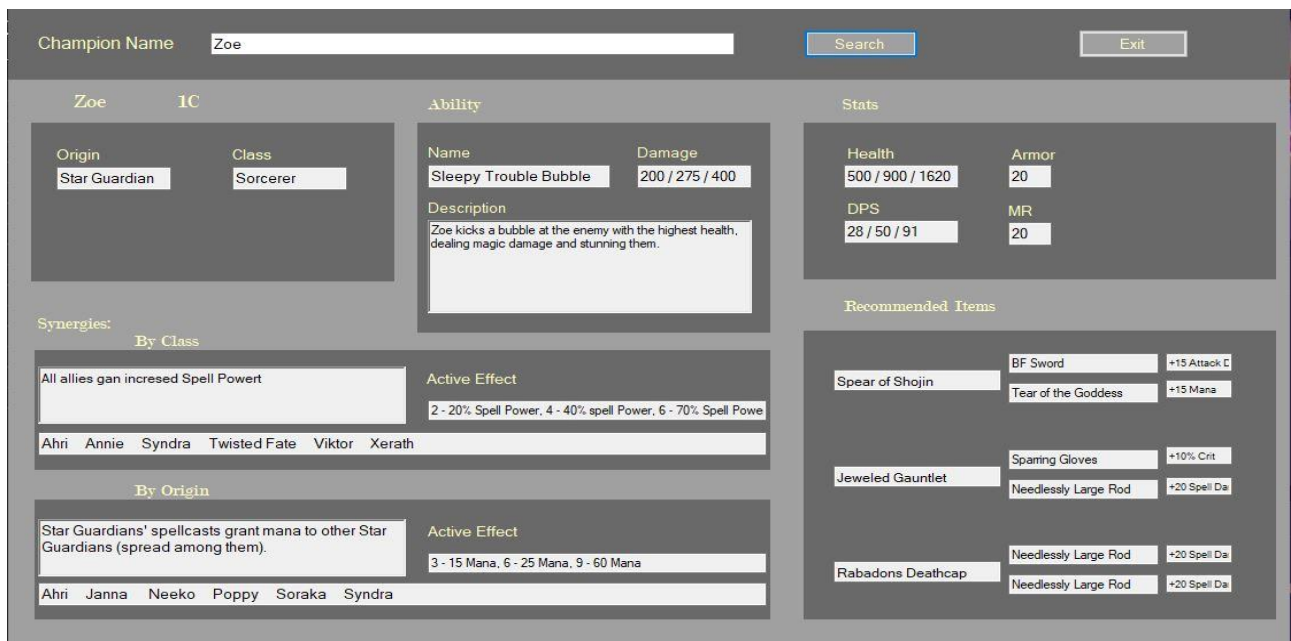 Champion Name
Zoe
Search
Exit
Zoe 1C
Origin
Star Guardian
Class
Sorcerer
Ability
Name
Sleepy Trouble Bubble
Damage
200 / 275 / 400
Description
Zoe kicks a bubble at the enemy with the highest health,
dealing magic damage and stunning them.
Stats
Health
500 / 900 / 1620
Armor
20
DPS
28 / 50 / 91
MR
20
Synergies:
By Class
All allies gan incresed Spell Powert
Active Effect
2 - 20% Spell Power, 4 - 40% spell Power, 6 - 70% Spell Powe
Ahri Annie Syndra Twisted Fate Viktor Xerath
By Origin
Star Guardians' spellcasts grant mana to other Star
Guardians (spread among them).
Active Effect
3 - 15 Mana, 6 - 25 Mana, 9 - 60 Mana
Ahri Janna Neeko Poppy Soraka Syndra
Recommended Items
Spear of Shojin
BF Sword
+15 Attack D
Tear of the Goddess
+15 Mana
Jeweled Gauntlet
Sparring Gloves
+10% Crit
Needlessly Large Rod
+20 Spell Da
Rabadons Deathcap
Needlessly Large Rod
+20 Spell Da
Needlessly Large Rod
+20 Spell Da